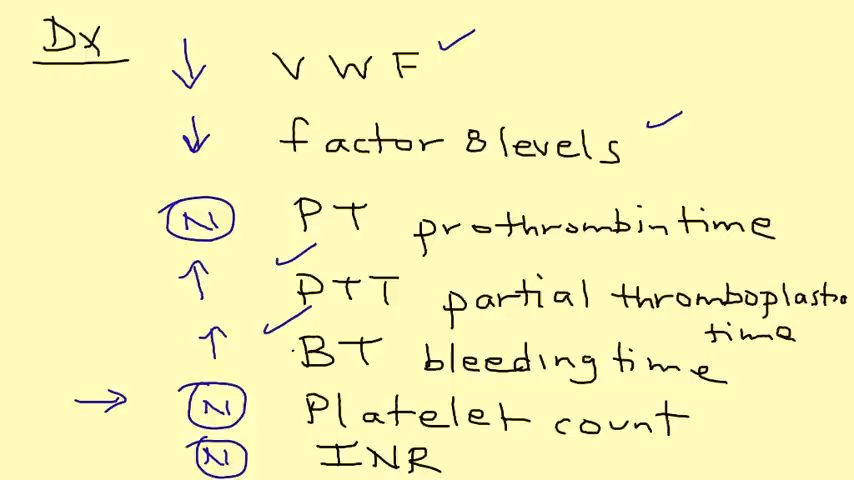 Dx
↓ VWF ✓
↓ factor 8 levels ✓
N PT prothrombin time
↑ ✓ PTT partial thromboplastin
time
↑ ✓ BT bleeding time
→ N Platelet count
N INR